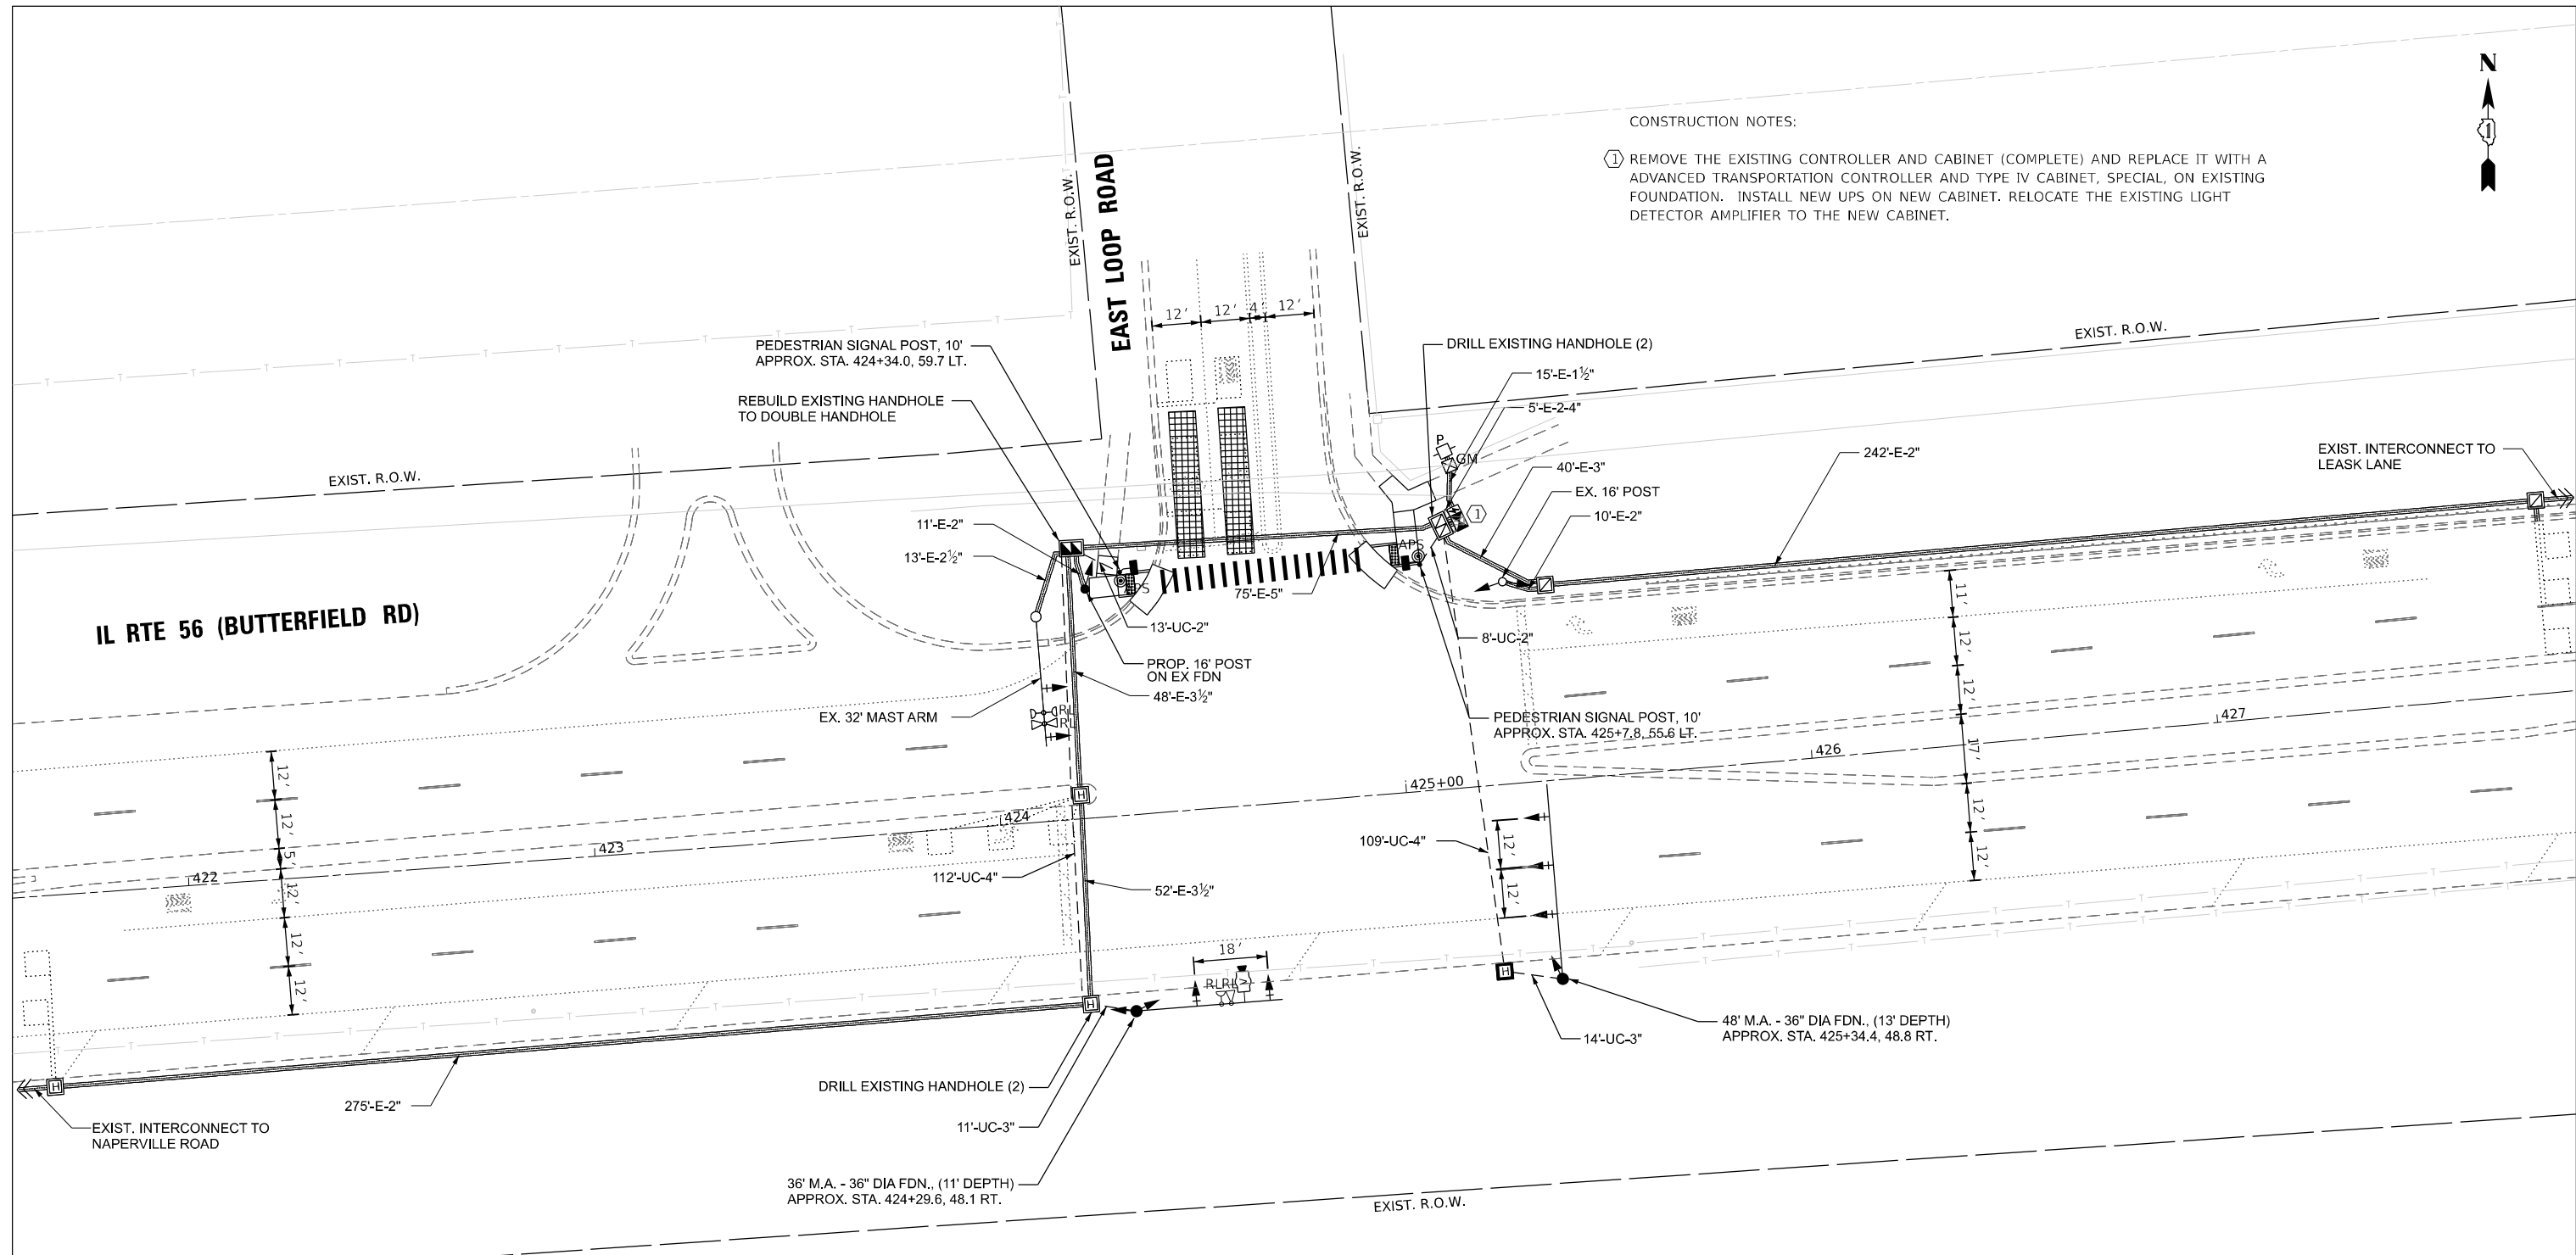 N
1
CONSTRUCTION NOTES:
1 REMOVE THE EXISTING CONTROLLER AND CABINET (COMPLETE) AND REPLACE IT WITH A
ADVANCED TRANSPORTATION CONTROLLER AND TYPE IV CABINET, SPECIAL, ON EXISTING
FOUNDATION. INSTALL NEW UPS ON NEW CABINET. RELOCATE THE EXISTING LIGHT
DETECTOR AMPLIFIER TO THE NEW CABINET.
EXIST. R.O.W.
EAST LOOP ROAD
EXIST. R.O.W.
12'
12'
4'
12'
EXIST. R.O.W.
PEDESTRIAN SIGNAL POST, 10'
APPROX. STA. 424+34.0, 59.7 LT.
DRILL EXISTING HANDHOLE (2)
15'-E-1½"
5'-E-2-4"
REBUILD EXISTING HANDHOLE
TO DOUBLE HANDHOLE
P
GM
242'-E-2"
EXIST. INTERCONNECT TO
LEASK LANE
40'-E-3"
EX. 16' POST
10'-E-2"
1
EXIST. R.O.W.
11'-E-2"
13'-E-2½"
APS
APS
75'-E-5"
13'-UC-2"
8'-UC-2"
IL RTE 56 (BUTTERFIELD RD)
PROP. 16' POST
ON EX FDN
48'-E-3½"
EX. 32' MAST ARM
RL
RL
PEDESTRIAN SIGNAL POST, 10'
APPROX. STA. 425+7.8, 55.6 LT.
11'
12'
12'
17'
12'
12'
427
426
425+00
424
423
422
12'
12'
5'
12'
12'
12'
H
112'-UC-4"
52'-E-3½"
109'-UC-4"
12'
12'
18'
RL
RL
H
H
H
14'-UC-3"
48' M.A. - 36" DIA FDN., (13' DEPTH)
APPROX. STA. 425+34.4, 48.8 RT.
DRILL EXISTING HANDHOLE (2)
275'-E-2"
11'-UC-3"
EXIST. INTERCONNECT TO
NAPERVILLE ROAD
36' M.A. - 36" DIA FDN., (11' DEPTH)
APPROX. STA. 424+29.6, 48.1 RT.
EXIST. R.O.W.